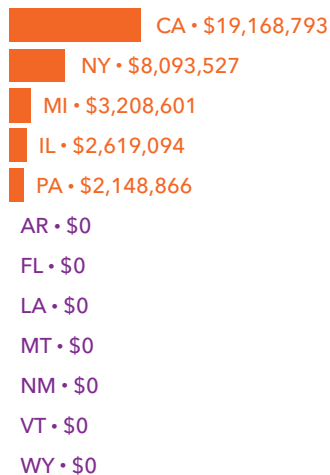 CA • $19,168,793
NY • $8,093,527
MI • $3,208,601
IL • $2,619,094
PA • $2,148,866
AR • $0
FL • $0
LA • $0
MT • $0
NM • $0
VT • $0
WY • $0